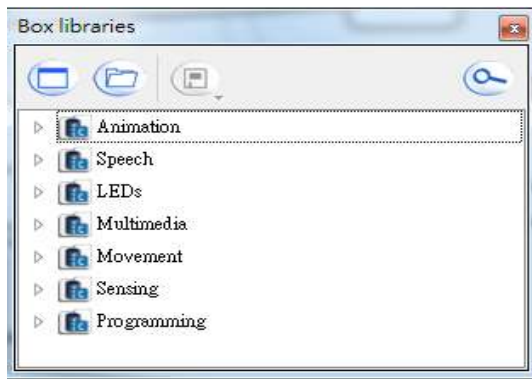 Box libraries
Animation
Speech
LEDs
Multimedia
Movement
Sensing
Programming